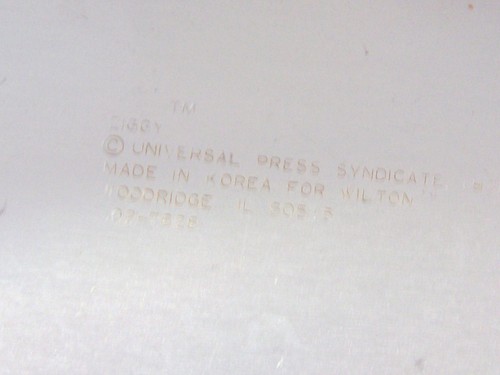 TM
ZIGGY
© UNIVERSAL PRESS SYNDICATE
MADE IN KOREA FOR WILTON
WOODRIDGE IL